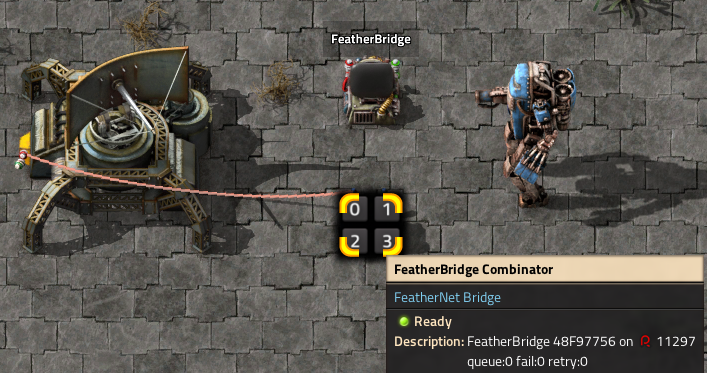 FeatherBridge
0 1
2 3
FeatherBridge Combinator
FeatherNet Bridge
Ready
Description: FeatherBridge 48F97756 on 11297
queue:0 fail:0 retry:0